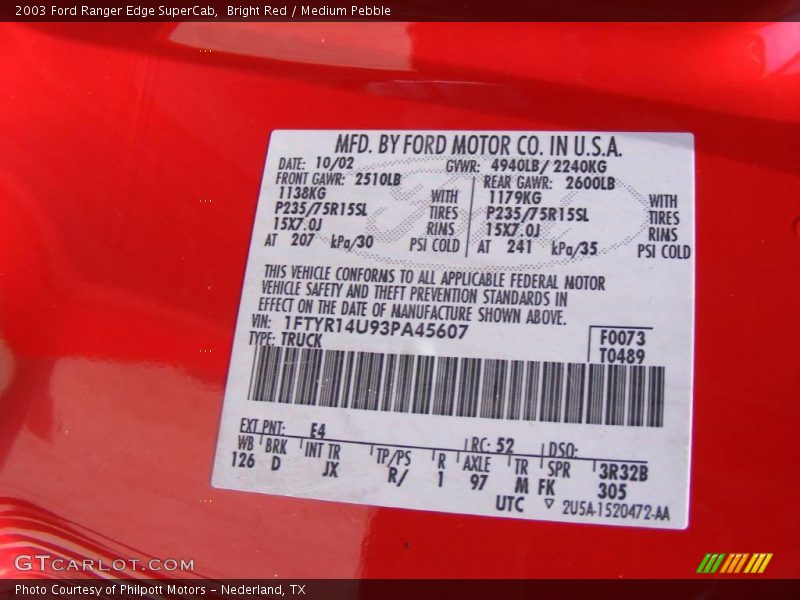 2003 Ford Ranger Edge SuperCab,  Bright Red / Medium Pebble
MFD. BY FORD MOTOR CO. IN U.S.A.
DATE: 10/02 GVWR: 4940LB/ 2240KG
FRONT GAWR: 2510LB REAR GAWR: 2600LB
1138KG WITH 1179KG WITH
P235/75R15SL TIRES P235/75R15SL TIRES
15X7.0J RIMS 15X7.0J RIMS
AT 207 kPa/30 PSI COLD AT 241 kPa/35 PSI COLD
THIS VEHICLE CONFORMS TO ALL APPLICABLE FEDERAL MOTOR
VEHICLE SAFETY AND THEFT PREVENTION STANDARDS IN
EFFECT ON THE DATE OF MANUFACTURE SHOWN ABOVE.
VIN: 1FTYR14U93PA45607 F0073
TYPE: TRUCK T0489
EXT PNT: E4 RC: 52 DSO:
WB BRK INT TR TP/PS R AXLE TR SPR 3R32B
126 D JX R/ 1 97 M FK 305
UTC ▽ 2U5A-1520472-AA
GTCarLot.com
Photo Courtesy of Philpott Motors - Nederland, TX